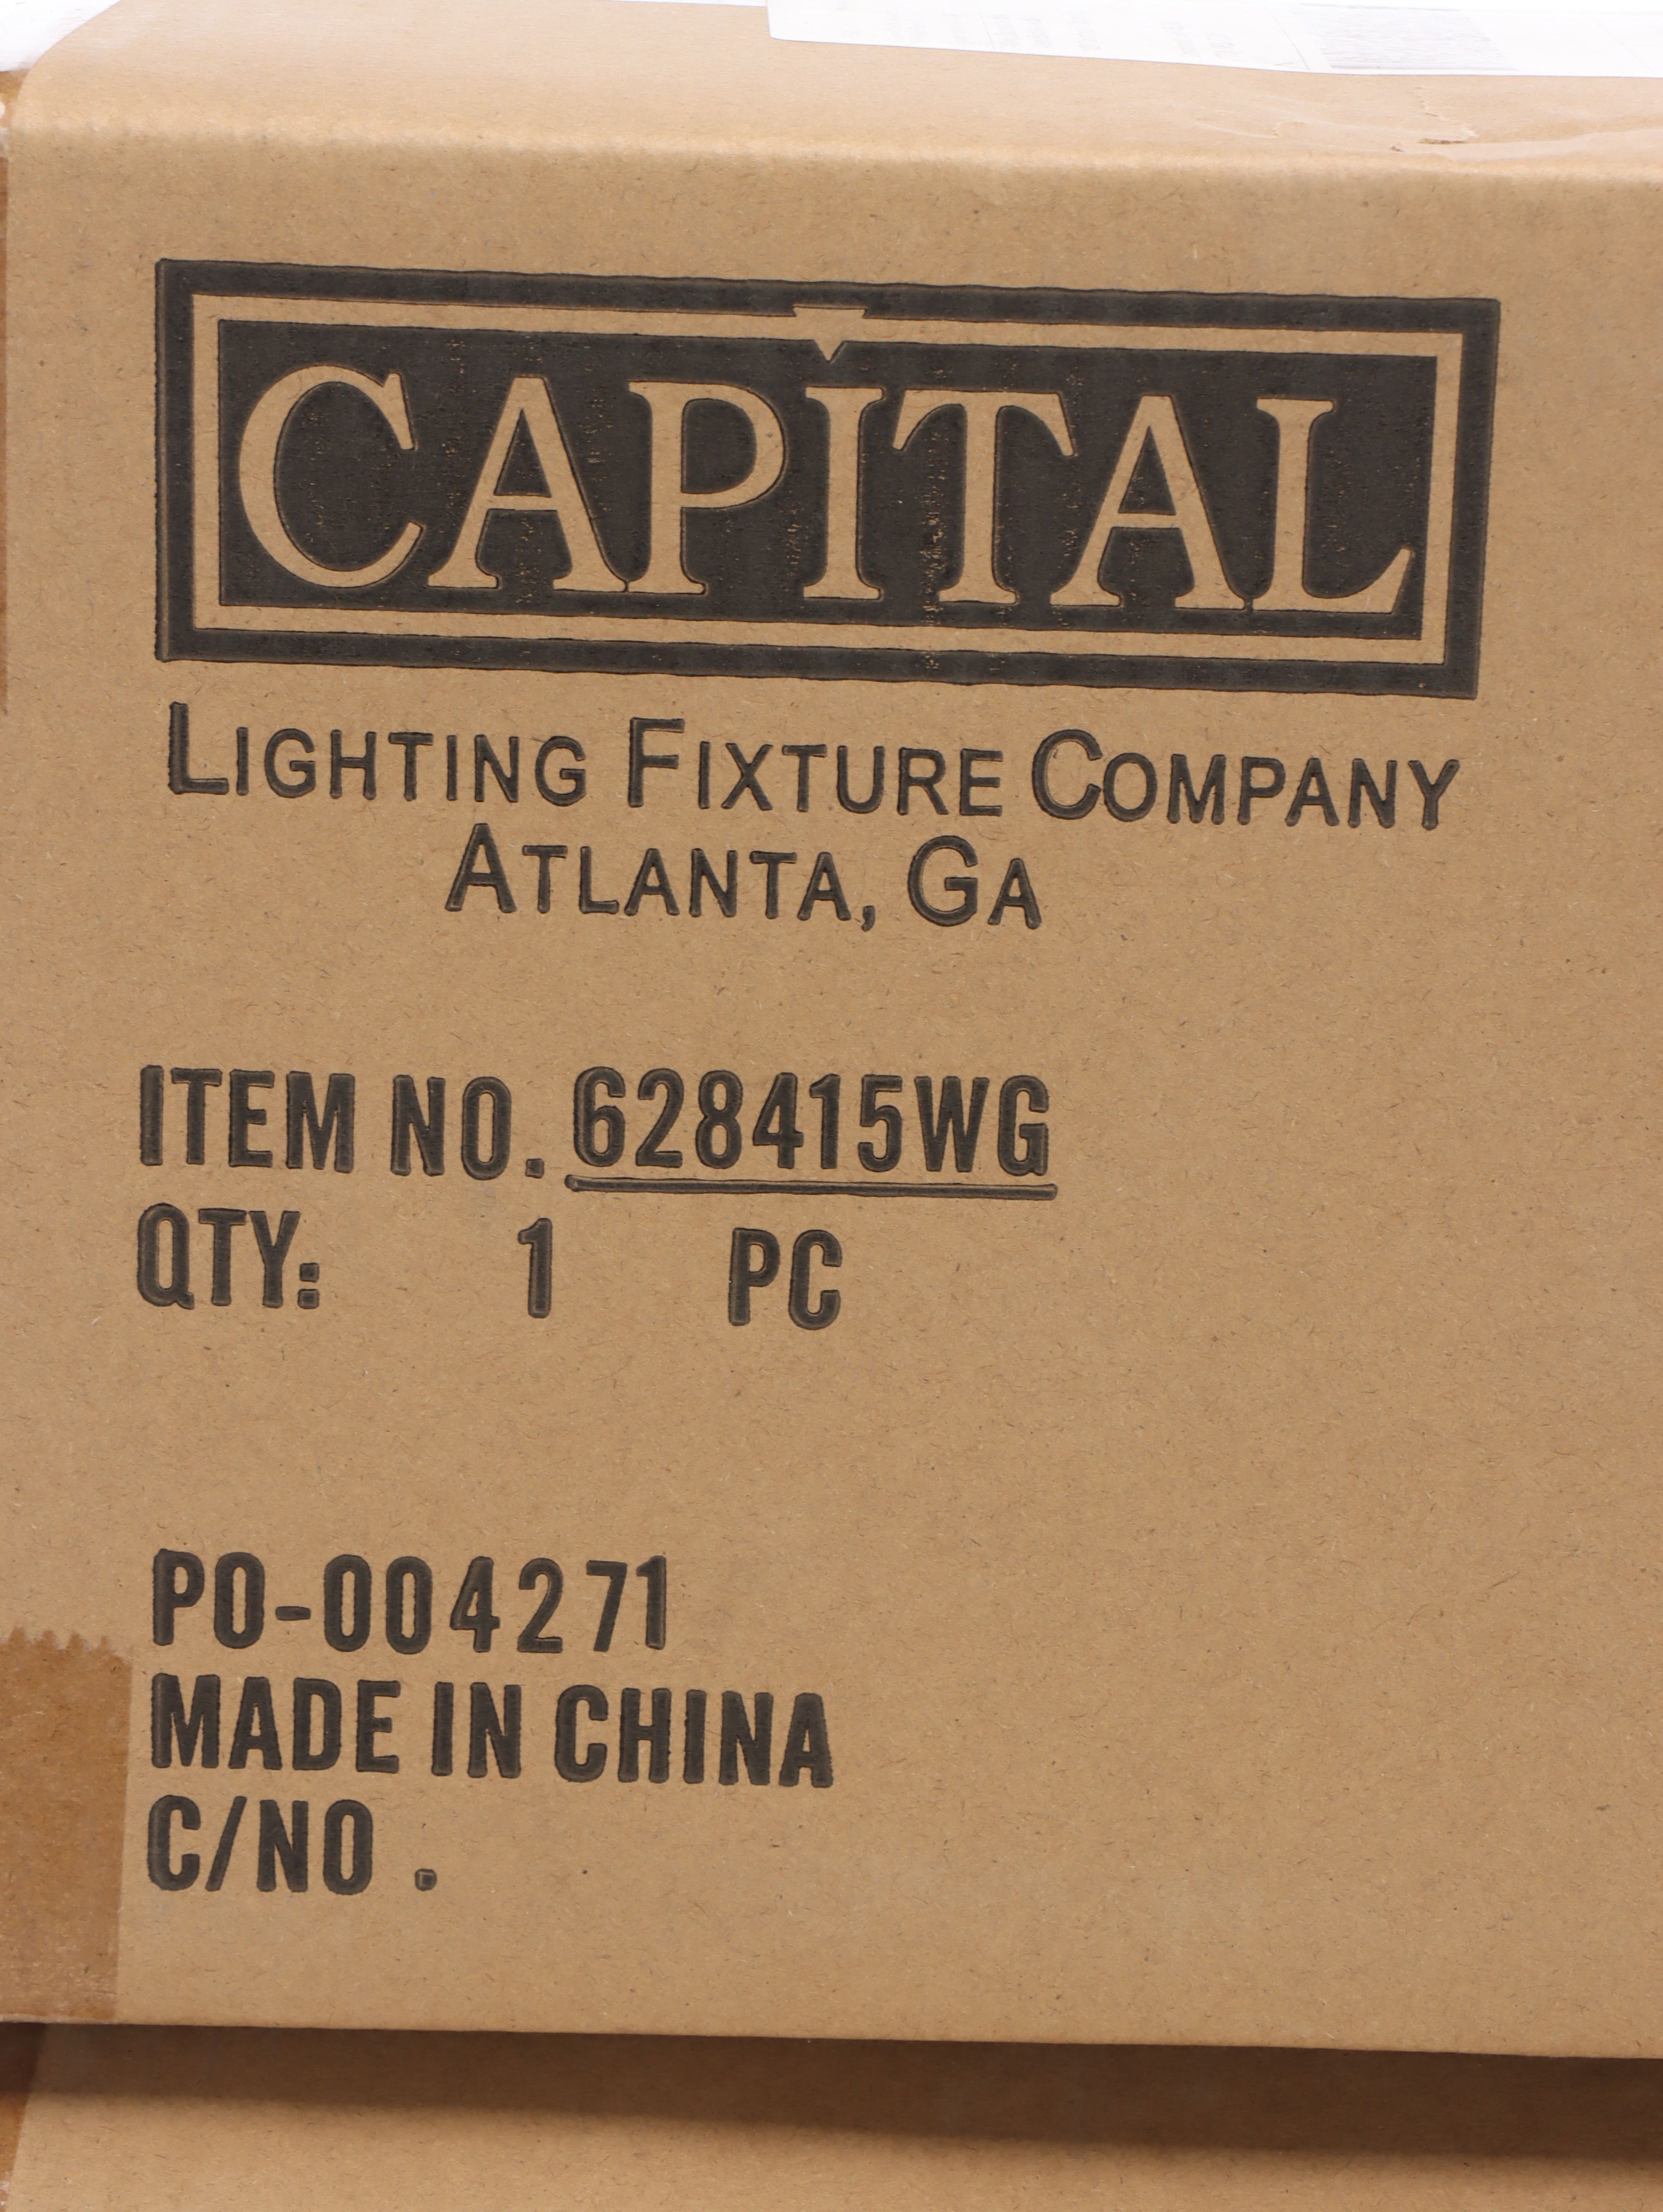 CAPITAL
LIGHTING FIXTURE COMPANY
ATLANTA, GA
ITEM NO. 628415WG
QTY: 1 PC
PO-004271
MADE IN CHINA
C/NO .